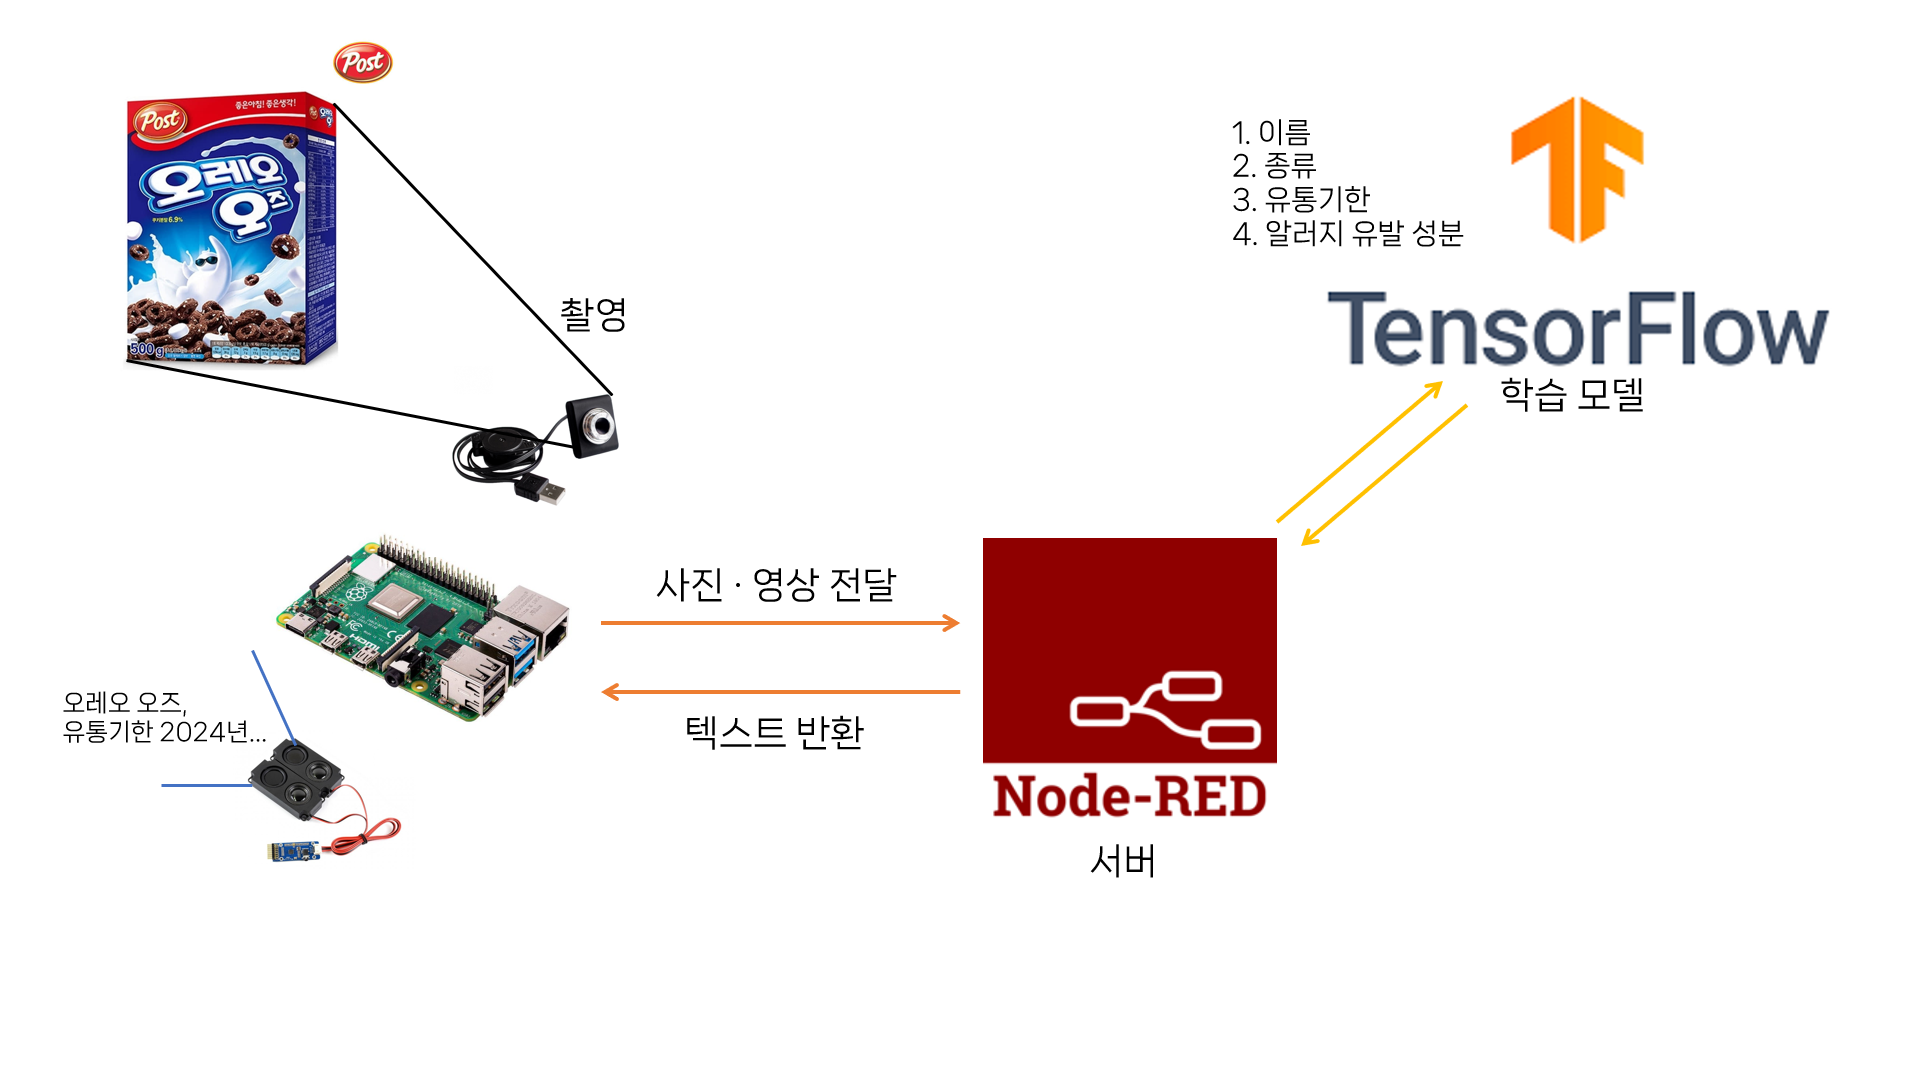 Post
좋은아침! 좋은생각!
Post
오레오
오즈
500 g
촬영
1. 이름
2. 종류
3. 유통기한
4. 알러지 유발 성분
TensorFlow
학습 모델
사진 · 영상 전달
텍스트 반환
오레오 오즈,
유통기한 2024년...
Node-RED
서버